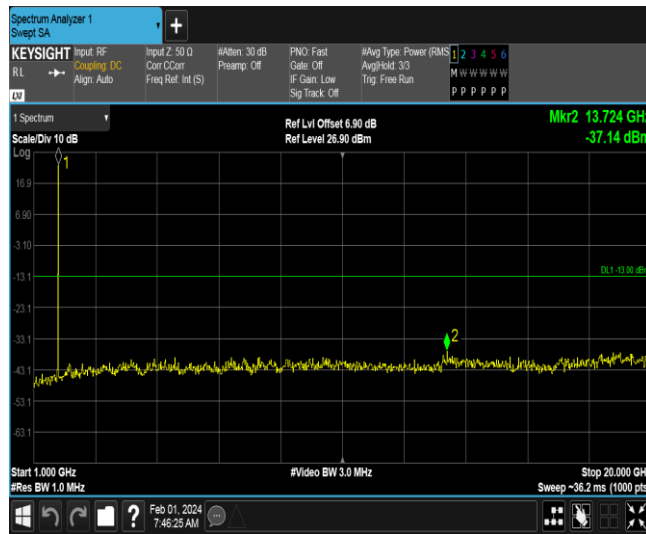 Spectrum Analyzer 1
Swept SA
+
KEYSIGHT Input: RF Input Z: 50 Ω #Atten: 30 dB PNO: Fast #Avg Type: Power (RMS 1 2 3 4 5 6
RL Coupling: DC Corr CCorr Preamp: Off Gate: Off Avg|Hold: 3/3 M W W W W W
Align: Auto Freq Ref: Int (S) IF Gain: Low Trig: Free Run
Sig Track: Off P P P P P P
LXI
1 Spectrum Ref Lvl Offset 6.90 dB Mkr2 13.724 GH
Scale/Div 10 dB Ref Level 26.90 dBm -37.14 dBn
Log
1
16.9
6.90
-3.10
-13.1
DL1 -13.00 dB
-23.1
-33.1
2
-43.1
-53.1
-63.1
Start 1.000 GHz #Video BW 3.0 MHz Stop 20.000 GH
#Res BW 1.0 MHz Sweep ~36.2 ms (1000 pts
? Feb 01, 2024
7:46:25 AM